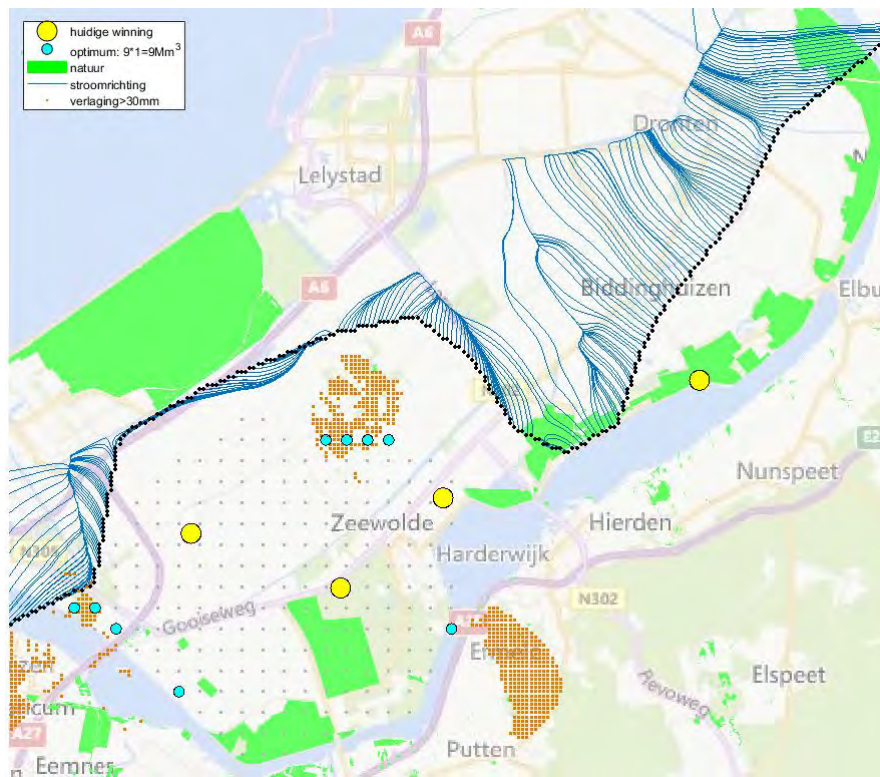 huidige winning
optimum: 9*1=9Mm³
natuur
stroomrichting
verlaging>30mm
A6
Dronten
Lelystad
A6
Biddinghuizen
Elbu
Nunspeet
Zeewolde
Hierden
Harderwijk
N305
Gooiseweg
N302
Ermelo
Elspeet
Revoweg
icum
A27
Putten
Eemnes